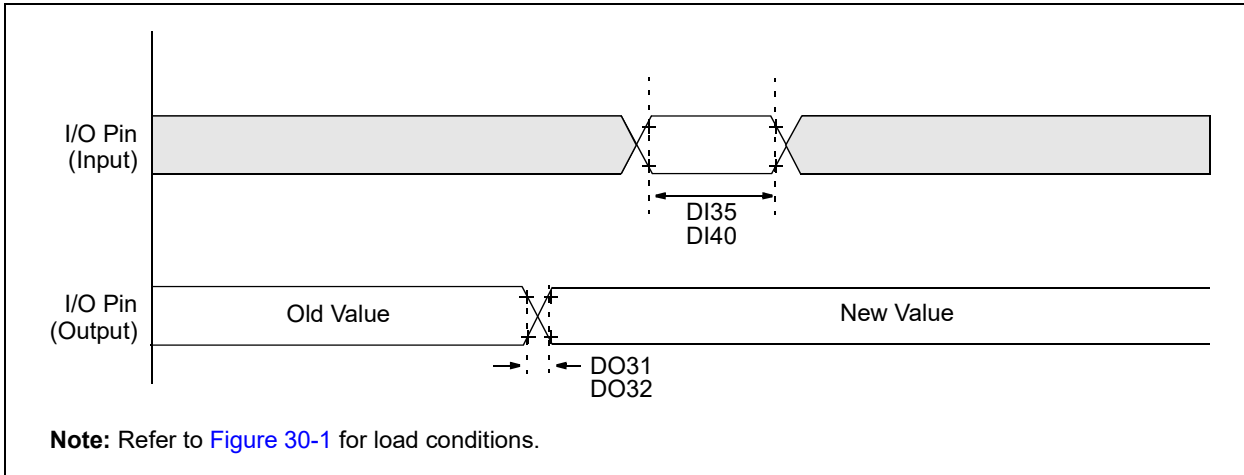 I/O Pin
(Input)
DI35
DI40
I/O Pin
(Output)
Old Value
New Value
DO31
DO32
Note: Refer to Figure 30-1 for load conditions.